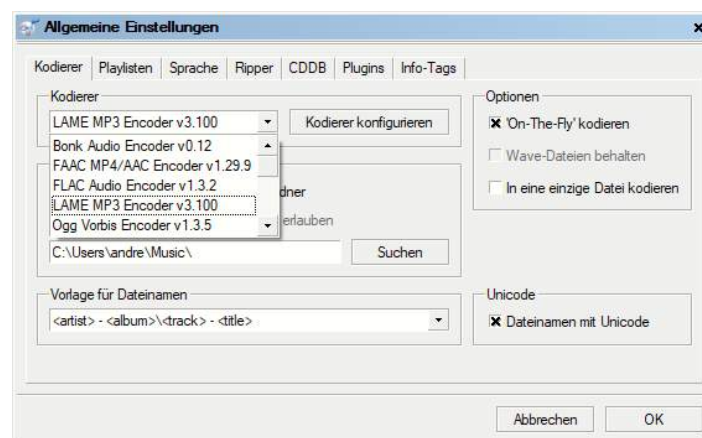 Allgemeine Einstellungen
Kodierer Playlisten Sprache Ripper CDDB Plugins Info-Tags
Kodierer
LAME MP3 Encoder v3.100
Kodierer konfigurieren
Bonk Audio Encoder v0.12
FAAC MP4/AAC Encoder v1.29.9
FLAC Audio Encoder v1.3.2
LAME MP3 Encoder v3.100
Ogg Vorbis Encoder v1.3.5
dner
erlauben
C:\Users\andre\Music\
Suchen
Vorlage für Dateinamen
<artist> - <album>\<track> - <title>
Optionen
'On-The-Fly' kodieren
Wave-Dateien behalten
In eine einzige Datei kodieren
Unicode
Dateinamen mit Unicode
Abbrechen
OK